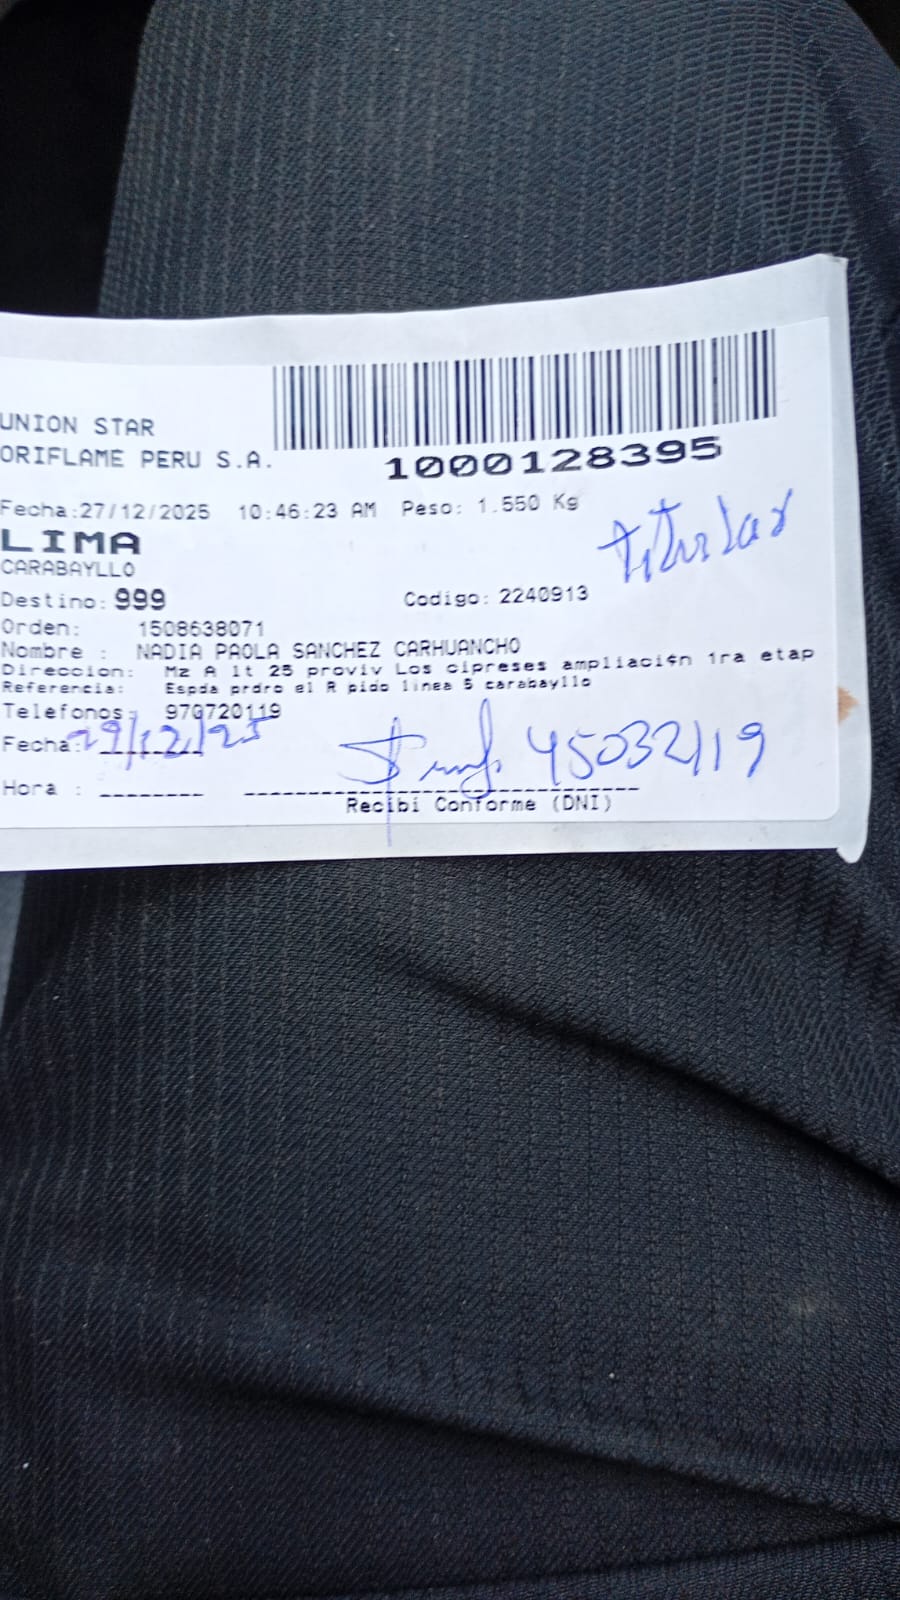 UNION STAR
ORIFLAME PERU S.A.
1000128395
Fecha:27/12/2025 10:46:23 AM Peso: 1.550 Kg
titular
LIMA
CARABAYLLO
Destino: 999 Codigo: 2240913
Orden: 1508638071
Nombre : NADIA PAOLA SANCHEZ CARHUANCHO
Direccion: Mz A lt 25 proviv Los cipreses ampliaci¢n 1ra etap
Referencia: Espda prdro el R pido linea 5 carabayllo
Telefonos: 970720119
Fecha: 29/12/25 45032119
Hora :
Recibi Conforme (DNI)